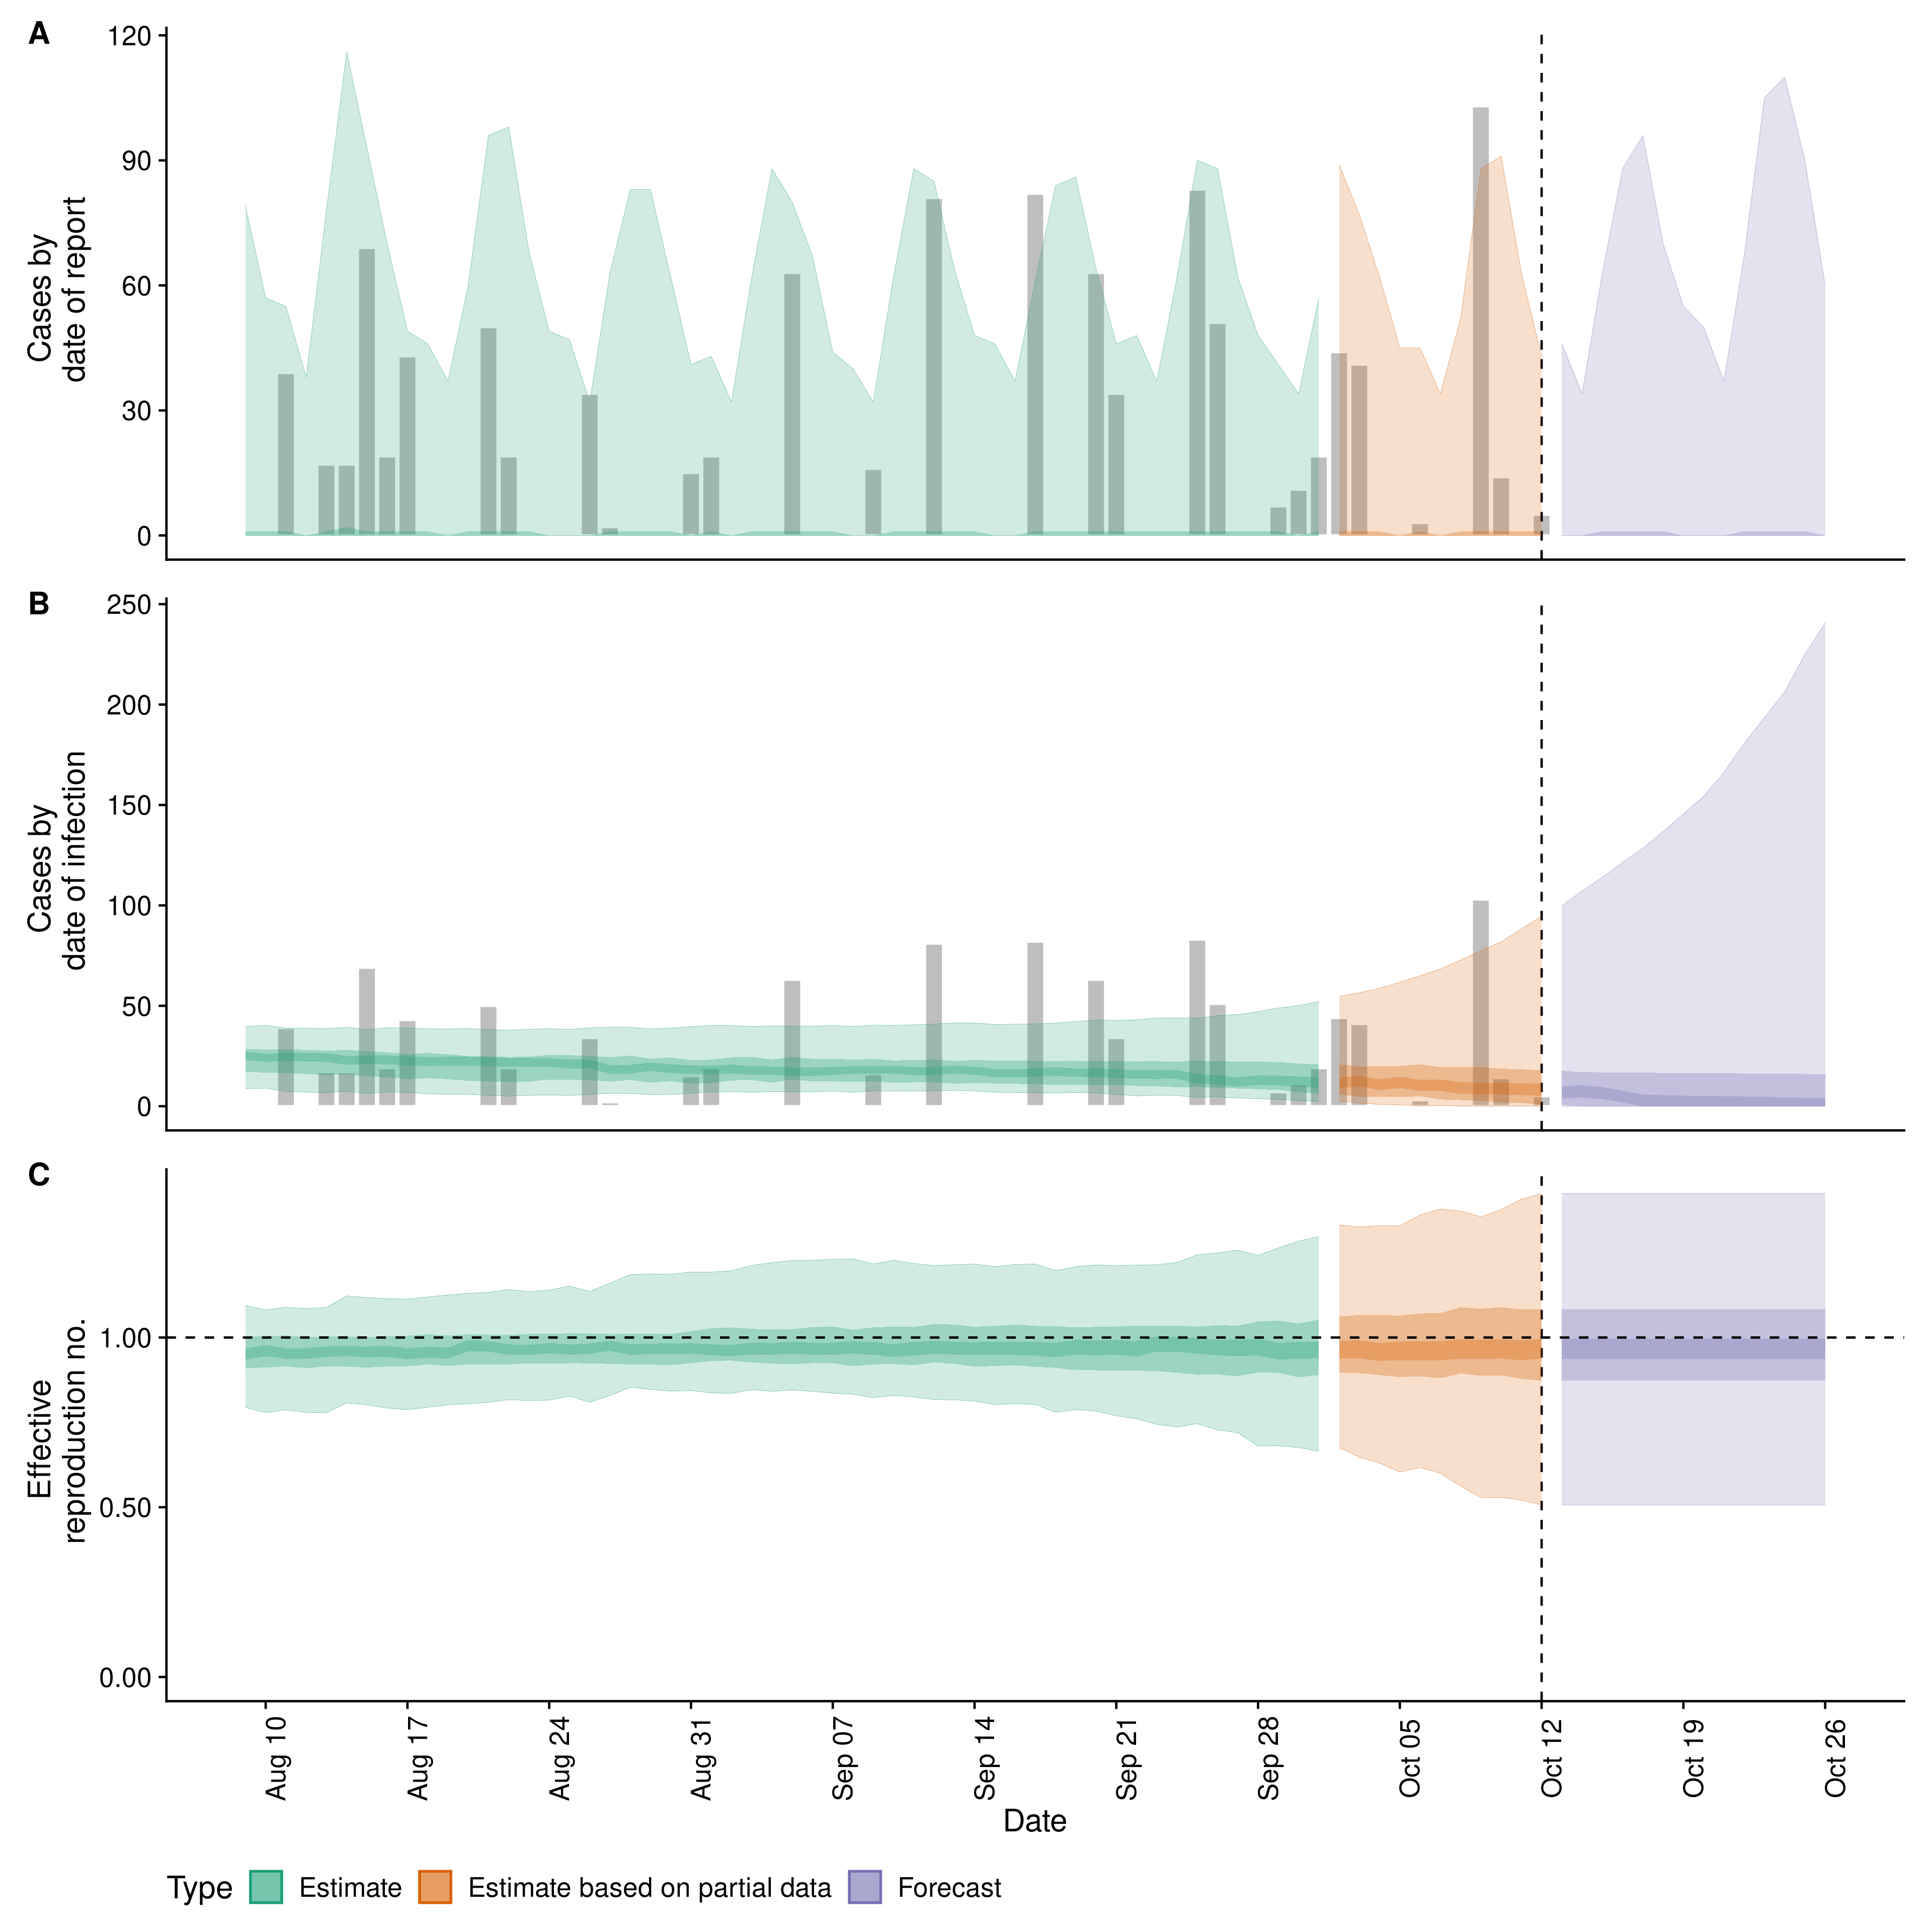 A
Cases by
date of report
120
90
60
30
0
B
Cases by
date of infection
250
200
150
100
50
0
C
Effective
reproduction no.
1.00
0.50
0.00
Aug 10
Aug 17
Aug 24
Aug 31
Sep 07
Sep 14
Sep 21
Sep 28
Oct 05
Oct 12
Oct 19
Oct 26
Date
Type Estimate Estimate based on partial data Forecast